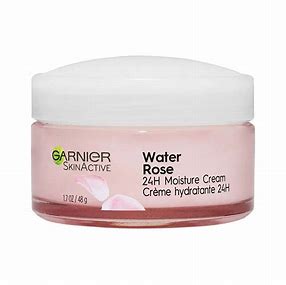 GARNIER
SKINACTIVE
Water
Rose
24H Moisture Cream
Crème hydratante 24H
1.7 OZ / 48 g